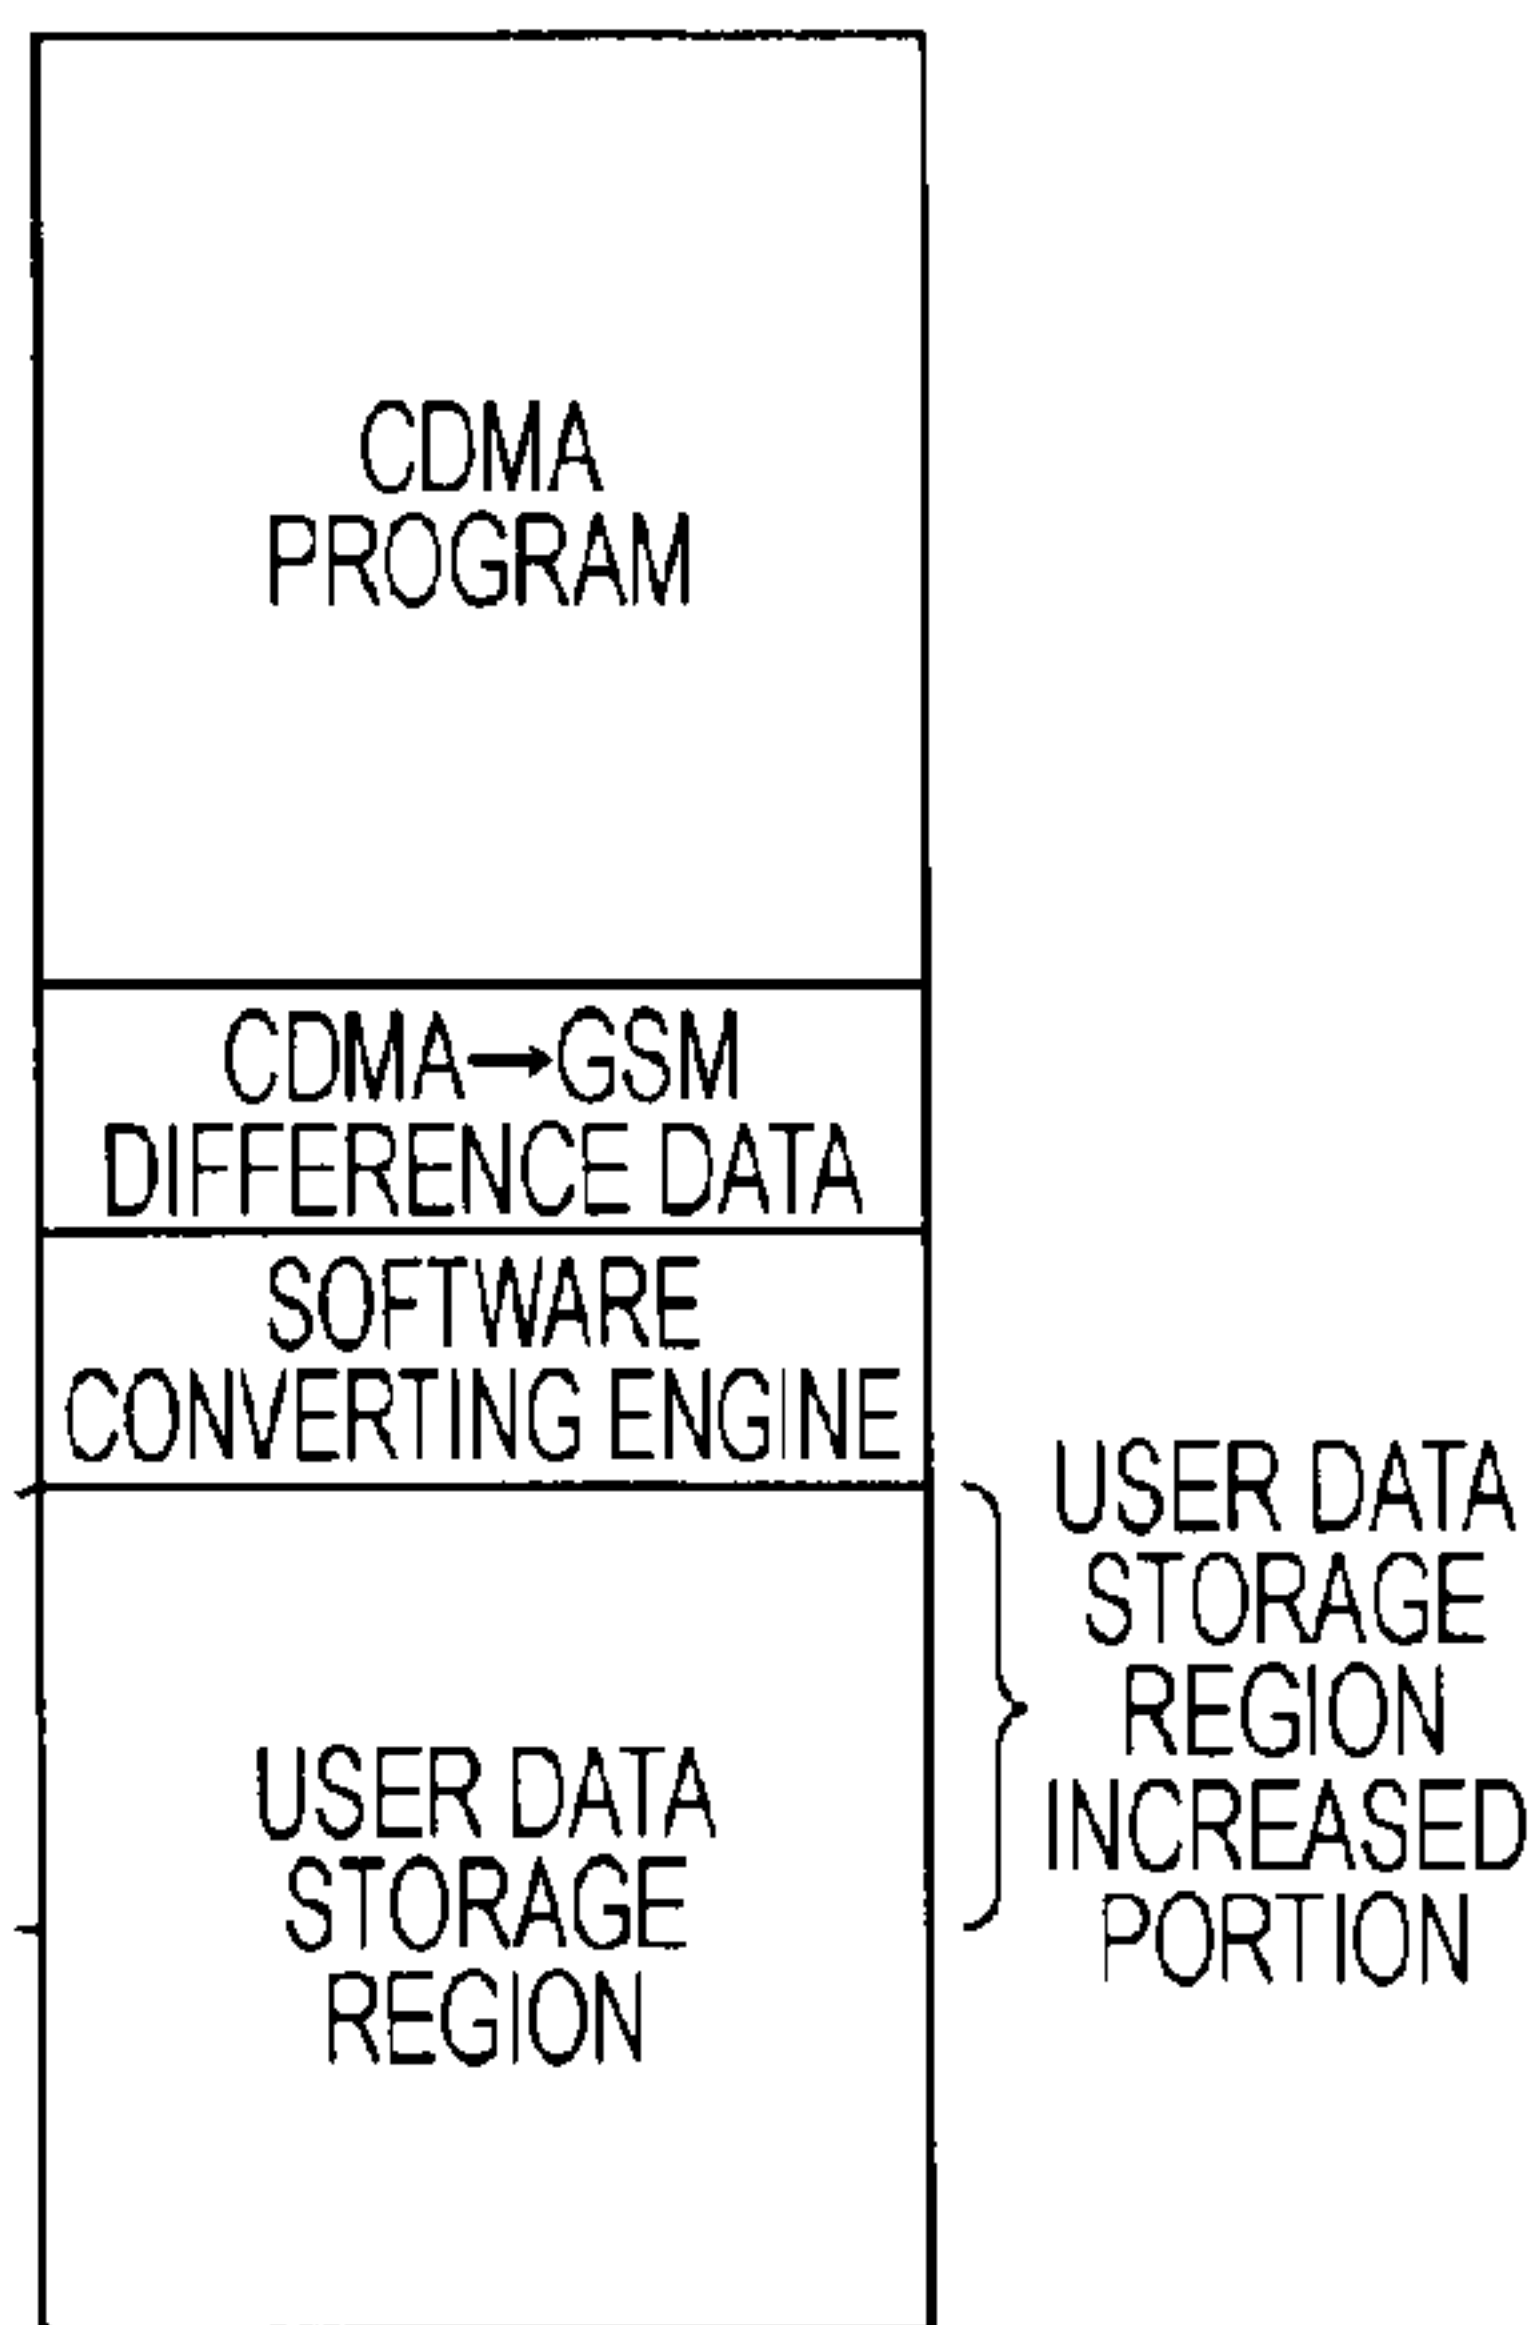 CDMA
PROGRAM
CDMA→GSM
DIFFERENCE DATA
SOFTWARE
CONVERTING ENGINE
USER DATA
STORAGE
REGION
USER DATA
STORAGE
REGION
INCREASED
PORTION